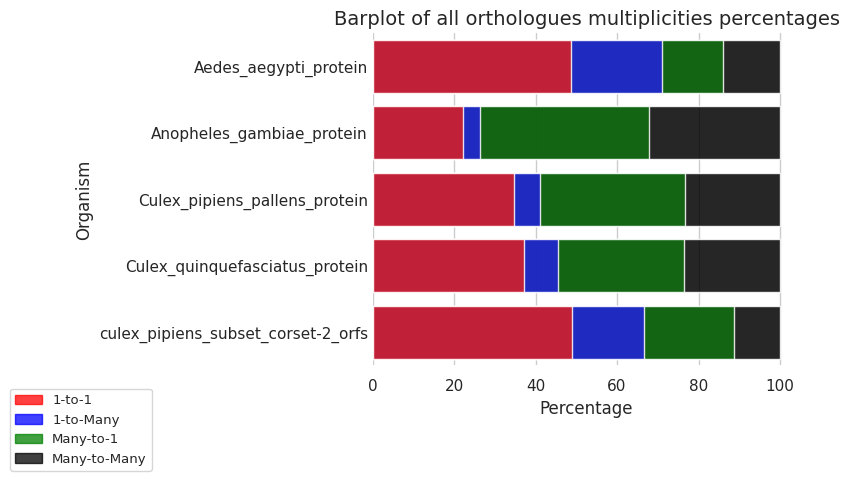 Barplot of all orthologues multiplicities percentages
Organism
Aedes_aegypti_protein
Anopheles_gambiae_protein
Culex_pipiens_pallens_protein
Culex_quinquefasciatus_protein
culex_pipiens_subset_corset-2_orfs
0 20 40 60 80 100
Percentage
1-to-1
1-to-Many
Many-to-1
Many-to-Many